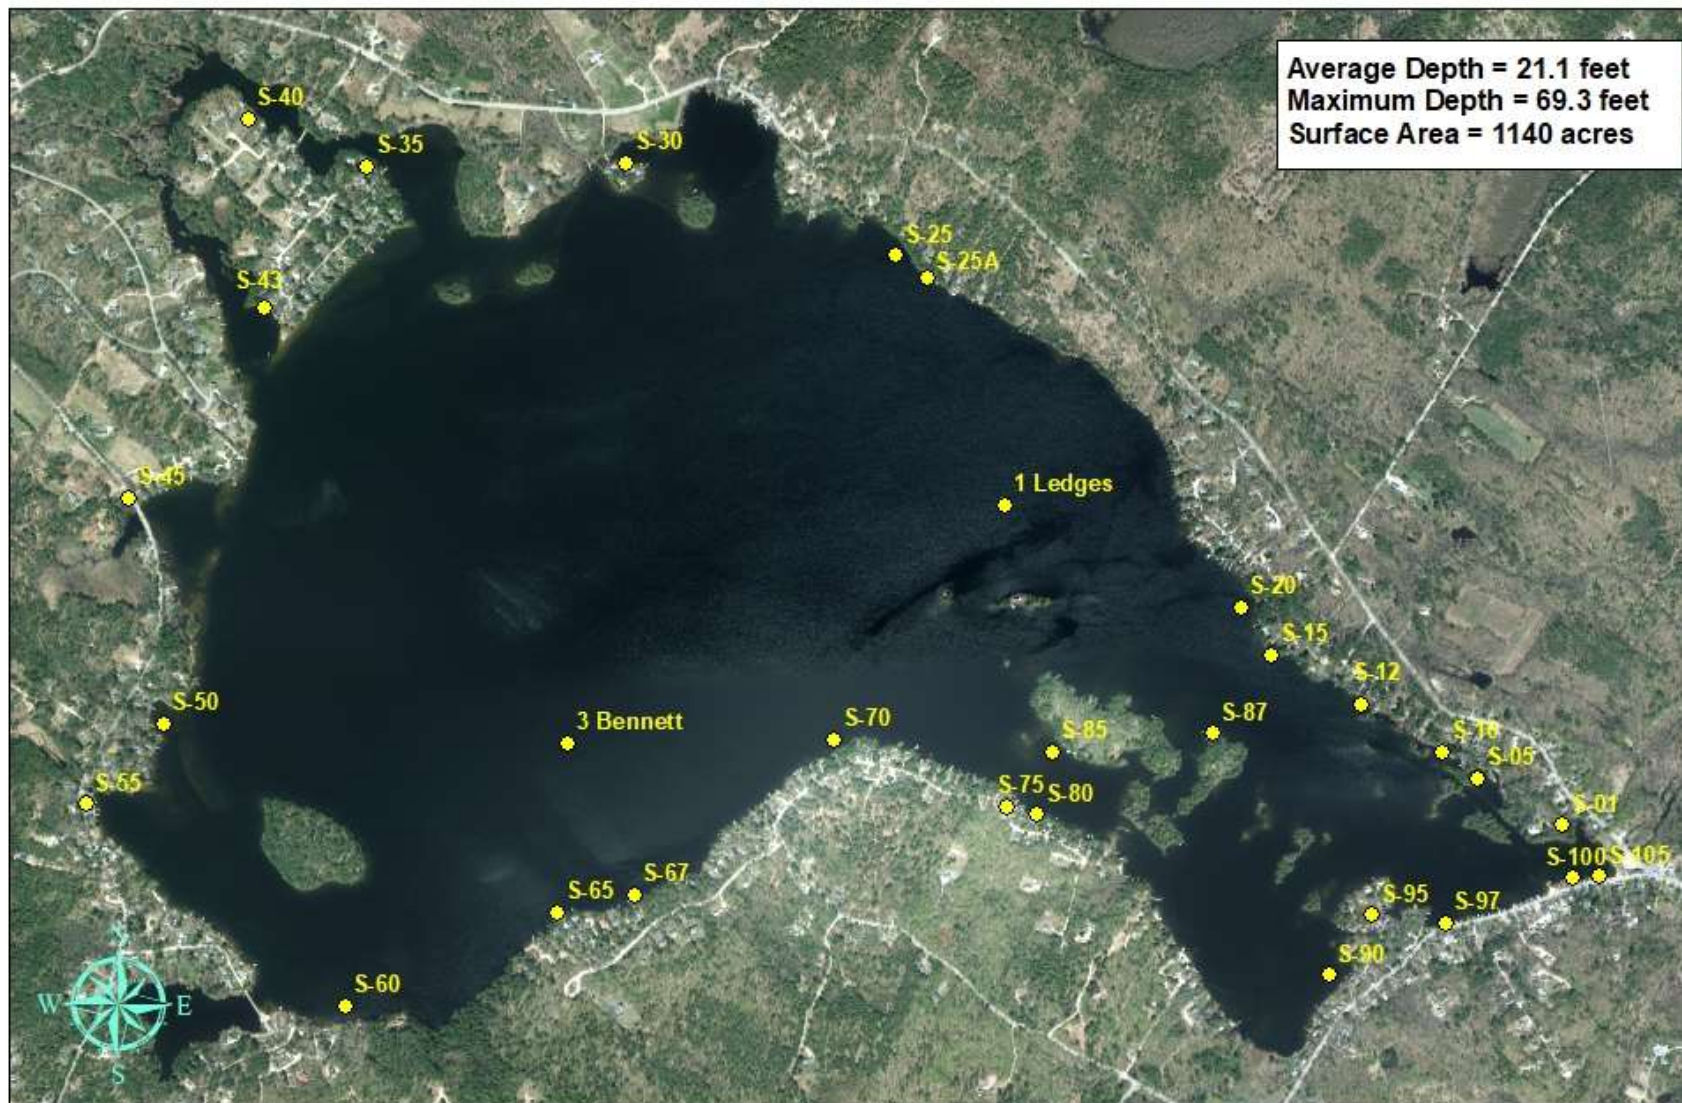 Average Depth = 21.1 feet
Maximum Depth = 69.3 feet
Surface Area = 1140 acres
S-40
S-35
S-30
S-25
S-25A
S-43
S-45
1 Ledges
S-20
S-15
S-12
S-50
3 Bennett
S-70
S-85
S-87
S-10
S-05
S-55
S-75
S-80
S-01
S-100
S-105
S-65
S-67
S-95
S-97
S-90
S-60
N
W
E
S